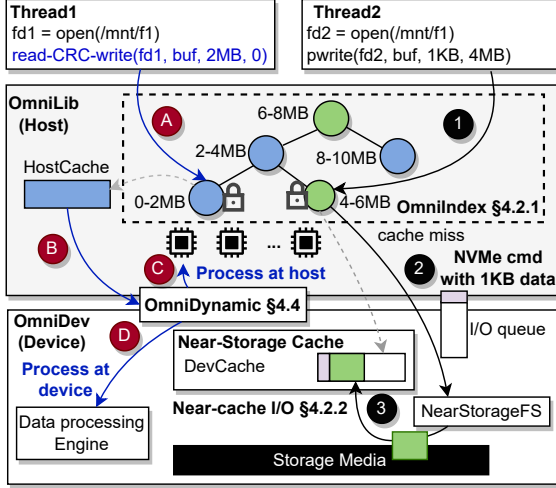 Thread1
fd1 = open(/mnt/f1)
read-CRC-write(fd1, buf, 2MB, 0)
Thread2
fd2 = open(/mnt/f1)
pwrite(fd2, buf, 1KB, 4MB)
OmniLib
(Host)
A
6-8MB
1
2-4MB
8-10MB
HostCache
0-2MB
4-6MB
OmniIndex §4.2.1
cache miss
B
C
...
Process at host
2
NVMe cmd
with 1KB data
OmniDynamic §4.4
OmniDev
(Device)
D
I/O queue
Process at
device
Near-Storage Cache
DevCache
Near-cache I/O §4.2.2
3
NearStorageFS
Data processing
Engine
Storage Media